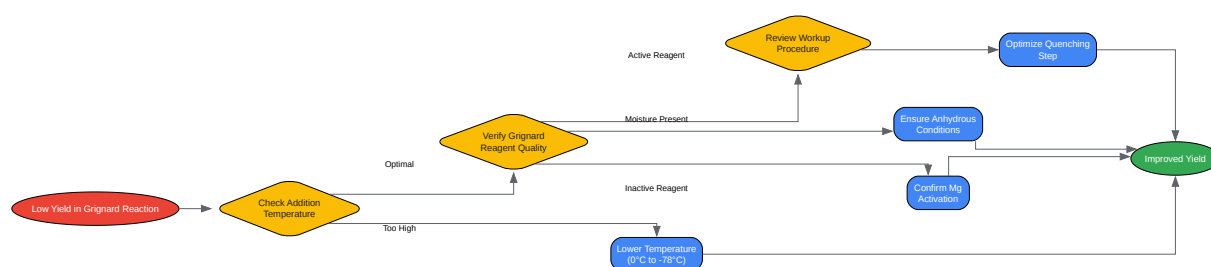 Review Workup
Procedure
Optimize Quenching
Step
Active Reagent
Moisture Present
Ensure Anhydrous
Conditions
Verify Grignard
Reagent Quality
Improved Yield
Optimal
Inactive Reagent
Confirm Mg
Activation
Low Yield in Grignard Reaction
Check Addition
Temperature
Too High
Lower Temperature
(0°C to -78°C)